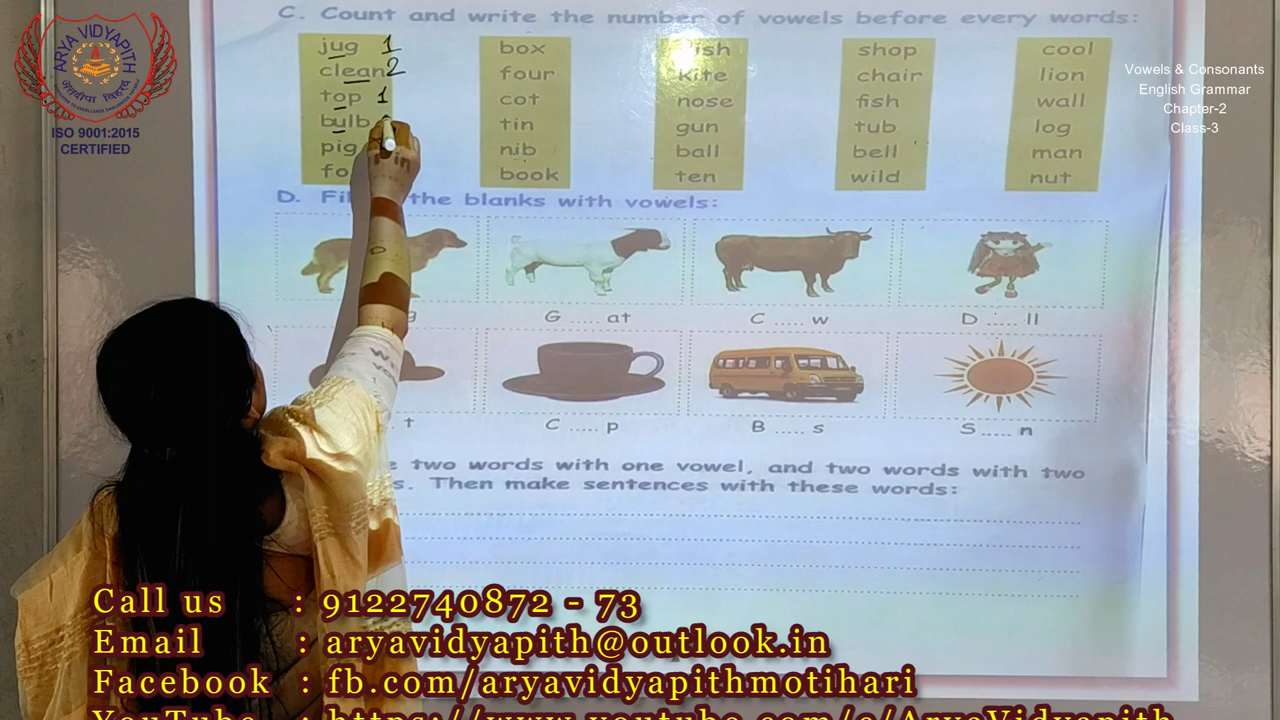 C. Count and write the number of vowels before every words:
jug 1
clean 2
top 1
bulb
pig
box
four
cot
tin
nib
book
kite
nose
gun
ball
ten
shop
chair
fish
tub
bell
wild
cool
lion
wall
log
man
nut
D. the blanks with vowels:
G ..... at
C ..... w
D ..... ll
t
C ..... p
B ..... s
S ..... n
two words with one vowel, and two words with two
Then make sentences with these words:
ARYA VIDYAPITH
ISO 9001:2015
CERTIFIED
Vowels & Consonants
English Grammar
Chapter-2
Class-3
Call us : 9122740872 - 73
Email : aryavidyapith@outlook.in
Facebook : fb.com/aryavidyapithmotihari